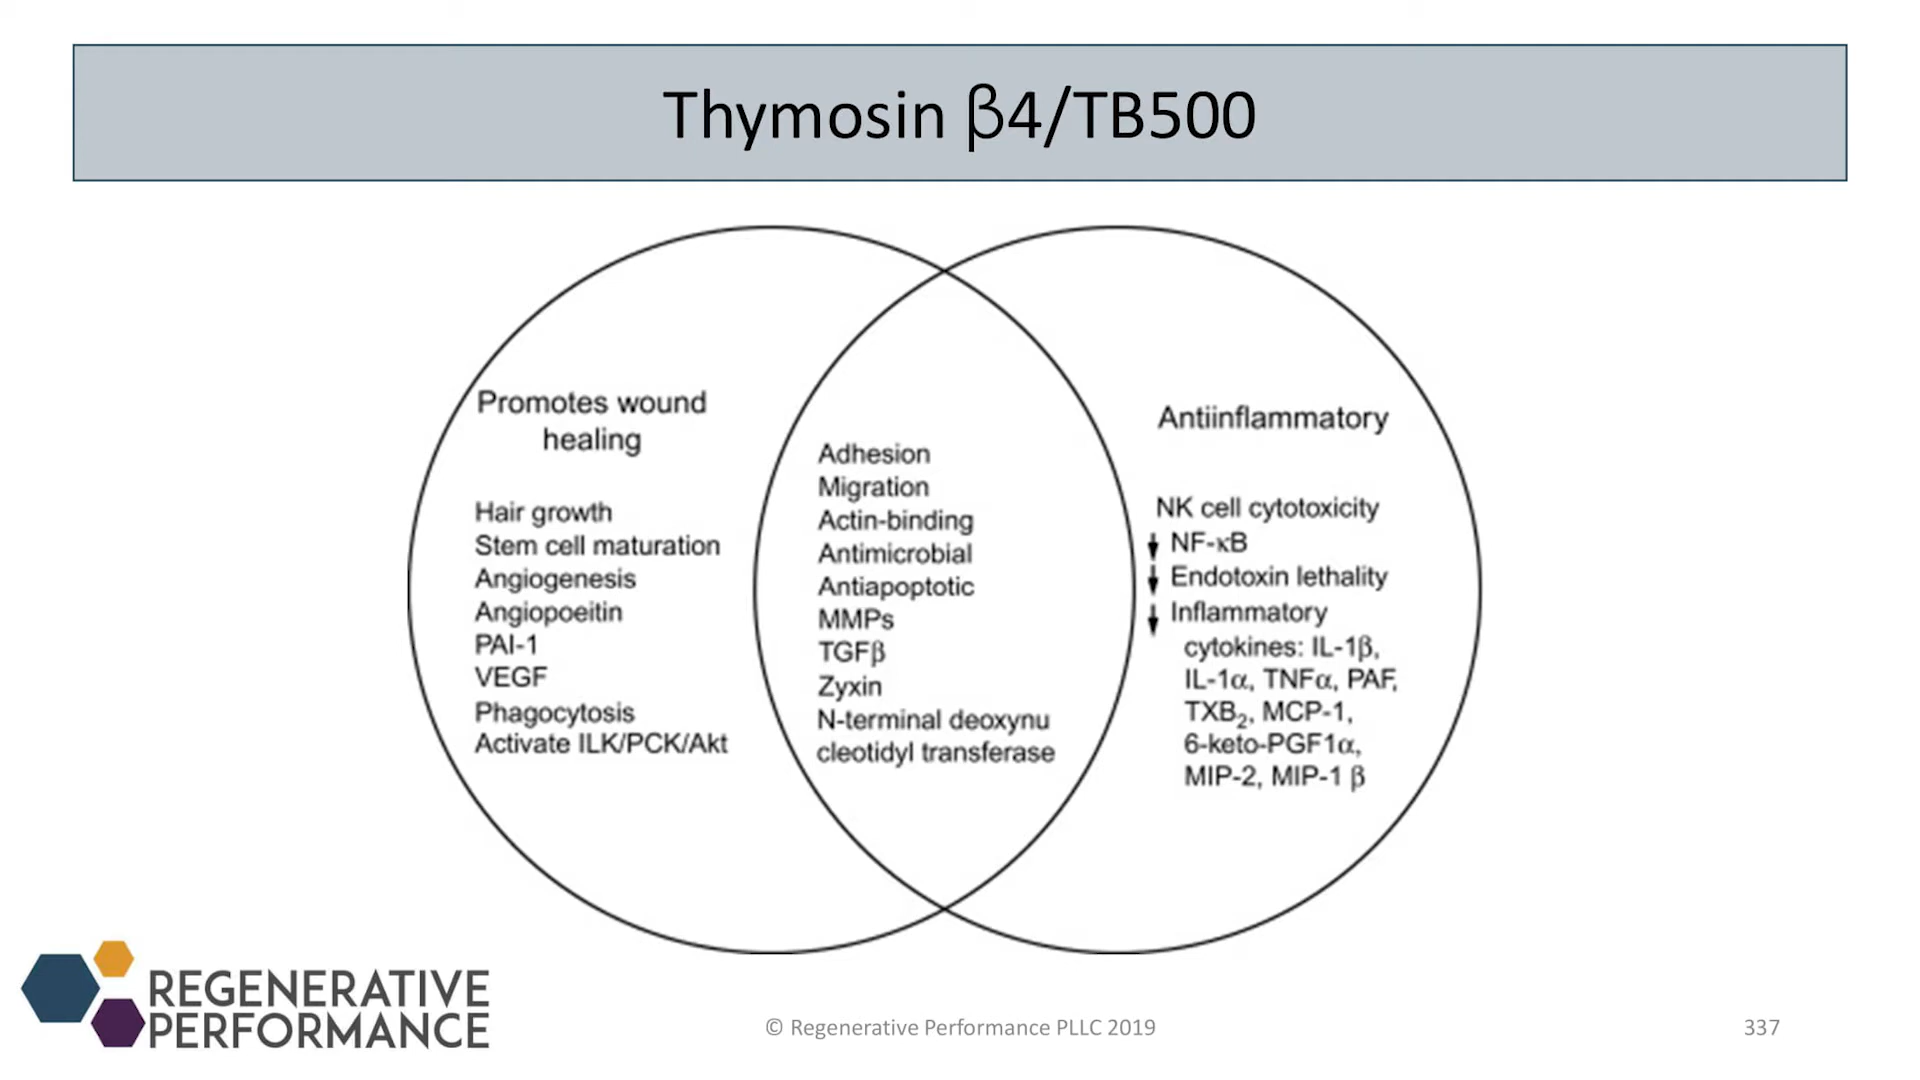 Thymosin β4/TB500
Promotes wound
healing
Hair growth
Stem cell maturation
Angiogenesis
Angiopoeitin
PAI-1
VEGF
Phagocytosis
Activate ILK/PCK/Akt
Adhesion
Migration
Actin-binding
Antimicrobial
Antiapoptotic
MMPs
TGFβ
Zyxin
N-terminal deoxynu
cleotidyl transferase
Antiinflammatory
NK cell cytotoxicity
↓ NF-κB
↓ Endotoxin lethality
↓ Inflammatory
cytokines: IL-1β,
IL-1α, TNFα, PAF,
TXB₂, MCP-1,
6-keto-PGF1α,
MIP-2, MIP-1 β
REGENERATIVE
PERFORMANCE
© Regenerative Performance PLLC 2019
337